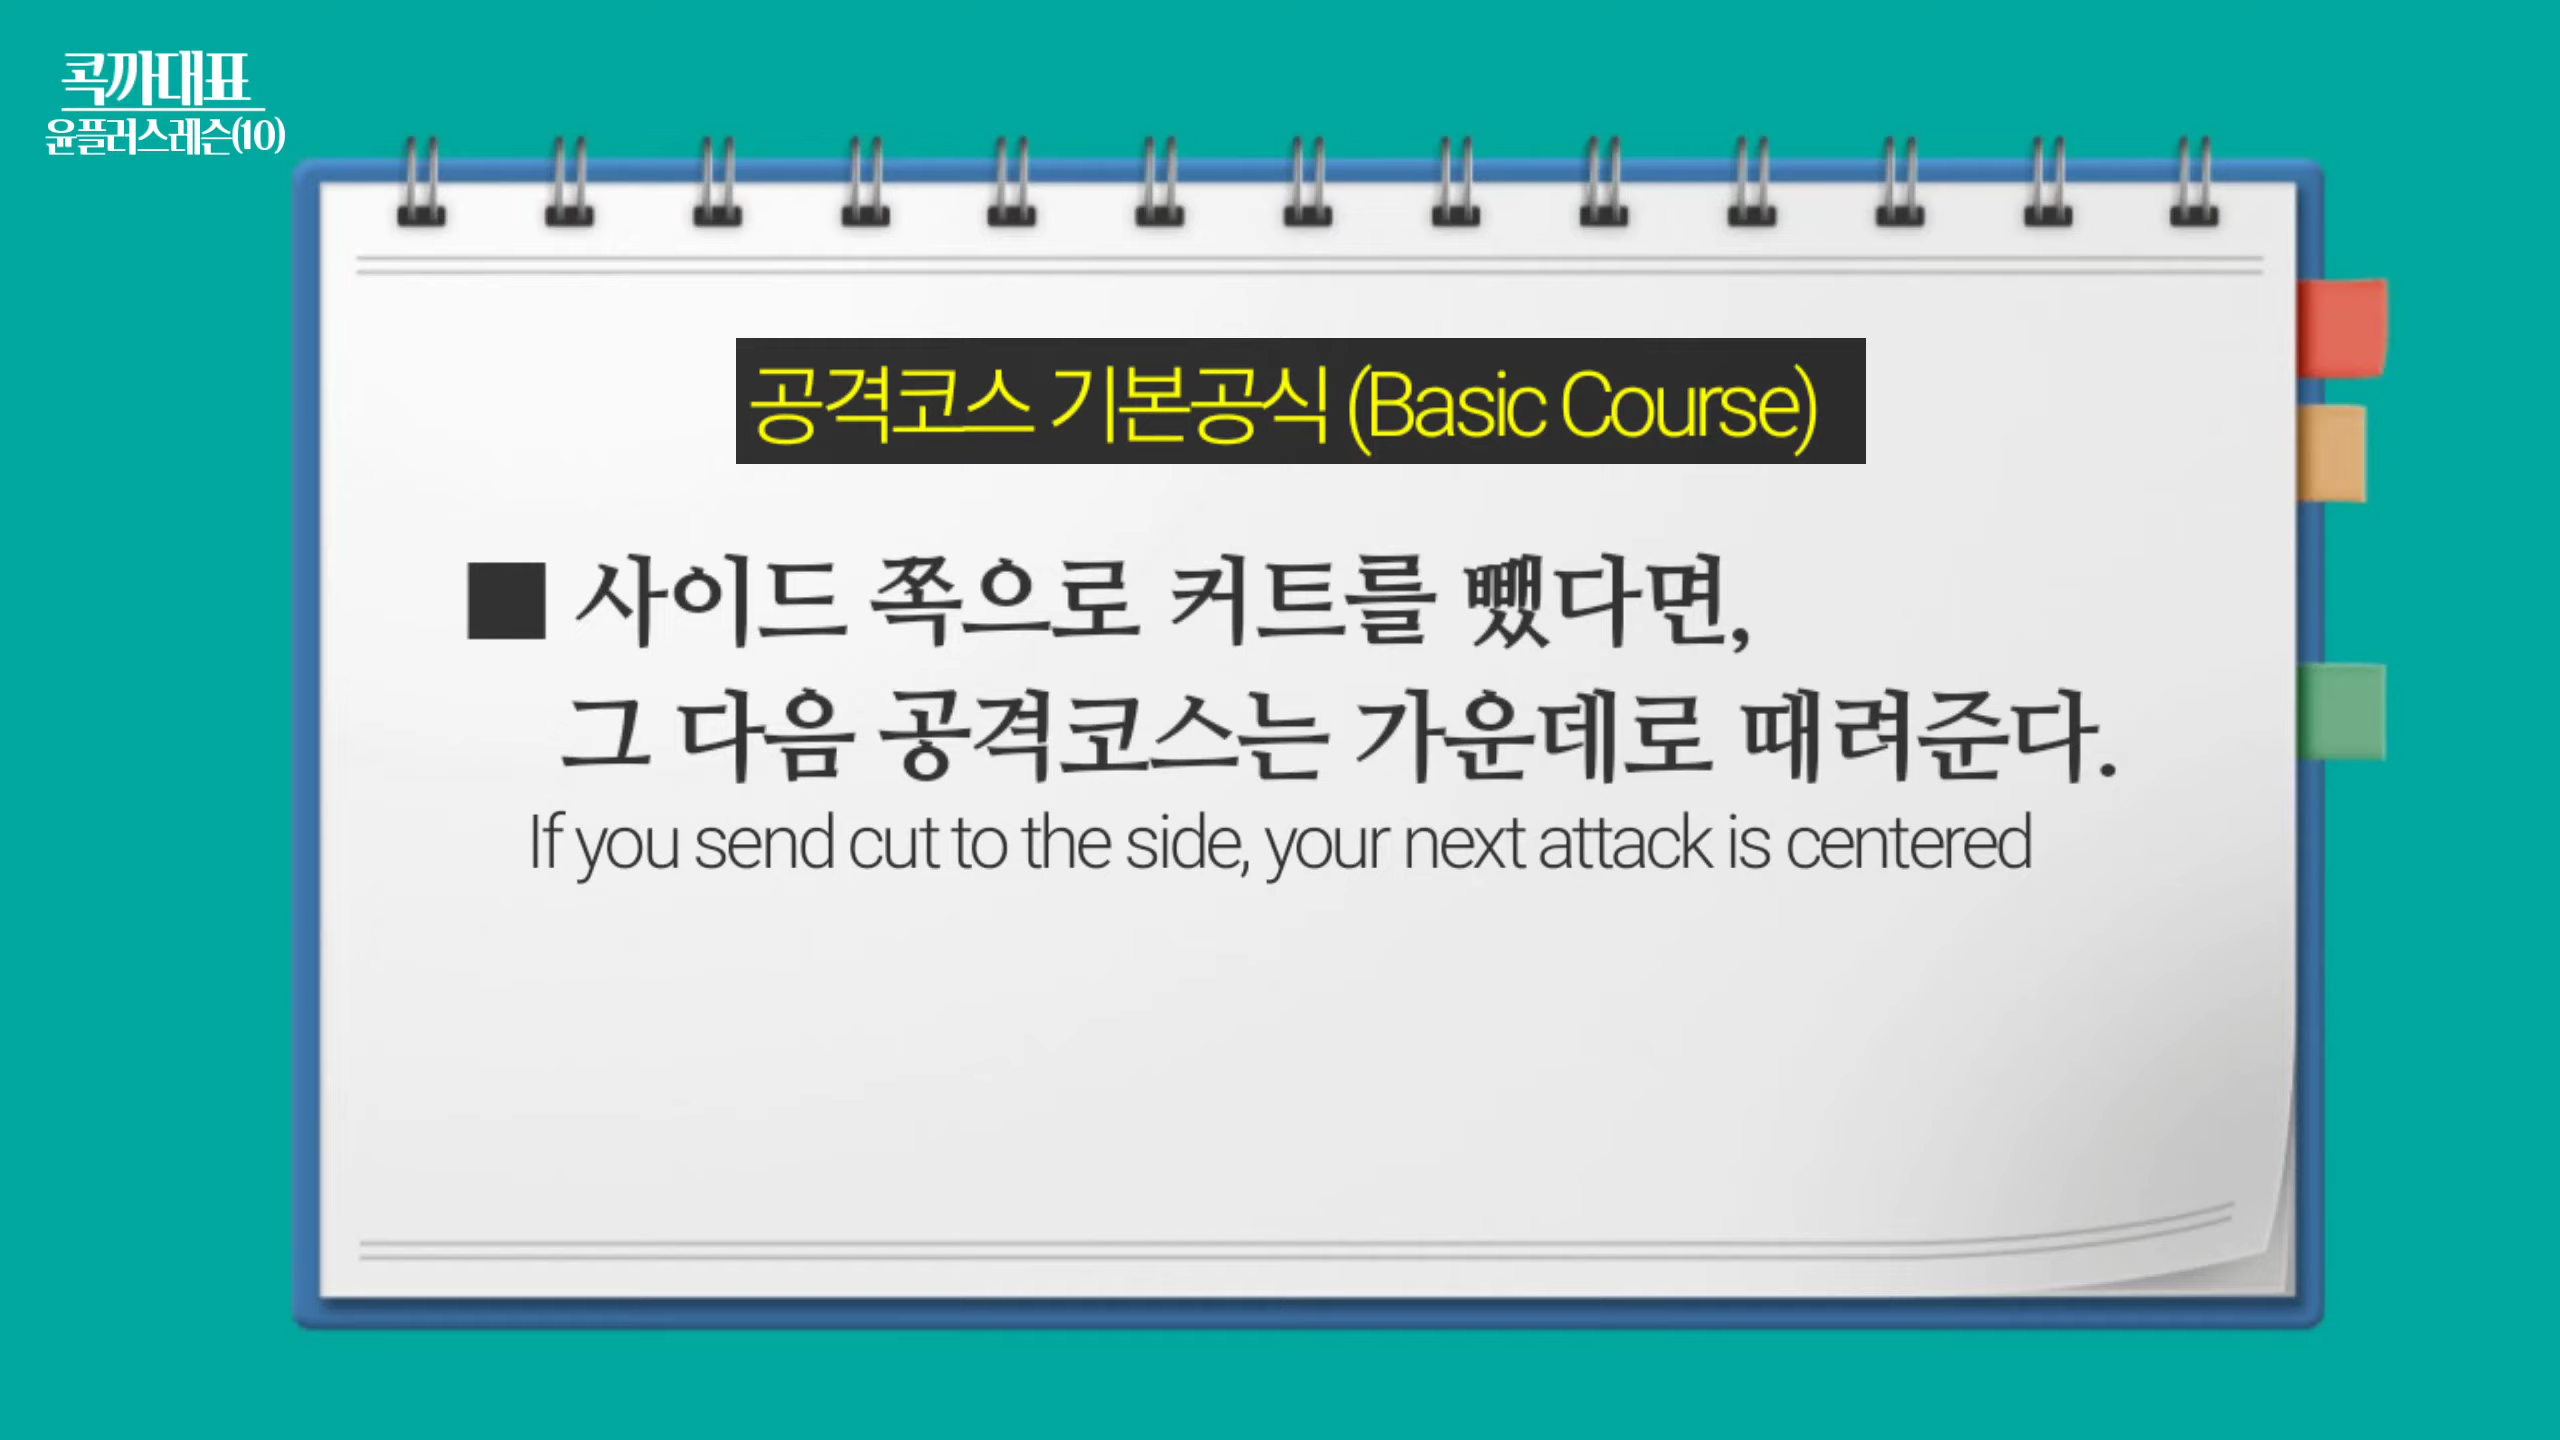 콕까대표
윤플러스레슨(10)
공격코스 기본공식 (Basic Course)
■ 사이드 쪽으로 커트를 뺐다면,
그 다음 공격코스는 가운데로 때려준다.
If you send cut to the side, your next attack is centered